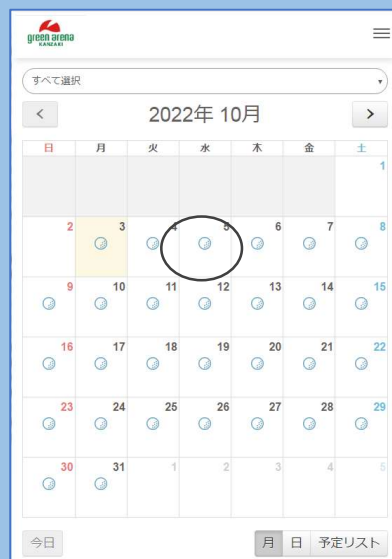 green arena
KANZAKI
すべて選択
< 2022年 10月 >
日 月 火 水 木 金 土
1
2 3 4 5 6 7 8
9 10 11 12 13 14 15
16 17 18 19 20 21 22
23 24 25 26 27 28 29
30 31 1 2 3 4 5
今日 月 日 予定リスト